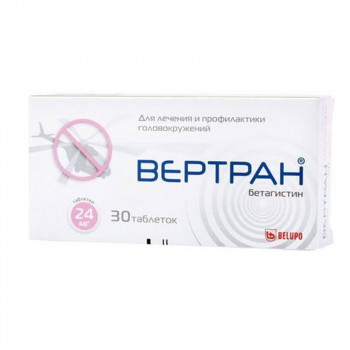 Для лечения и профилактики
головокружений
ВЕРТРАН®
бетагистин
таблетки
24 мг
30 таблеток
BELUPO